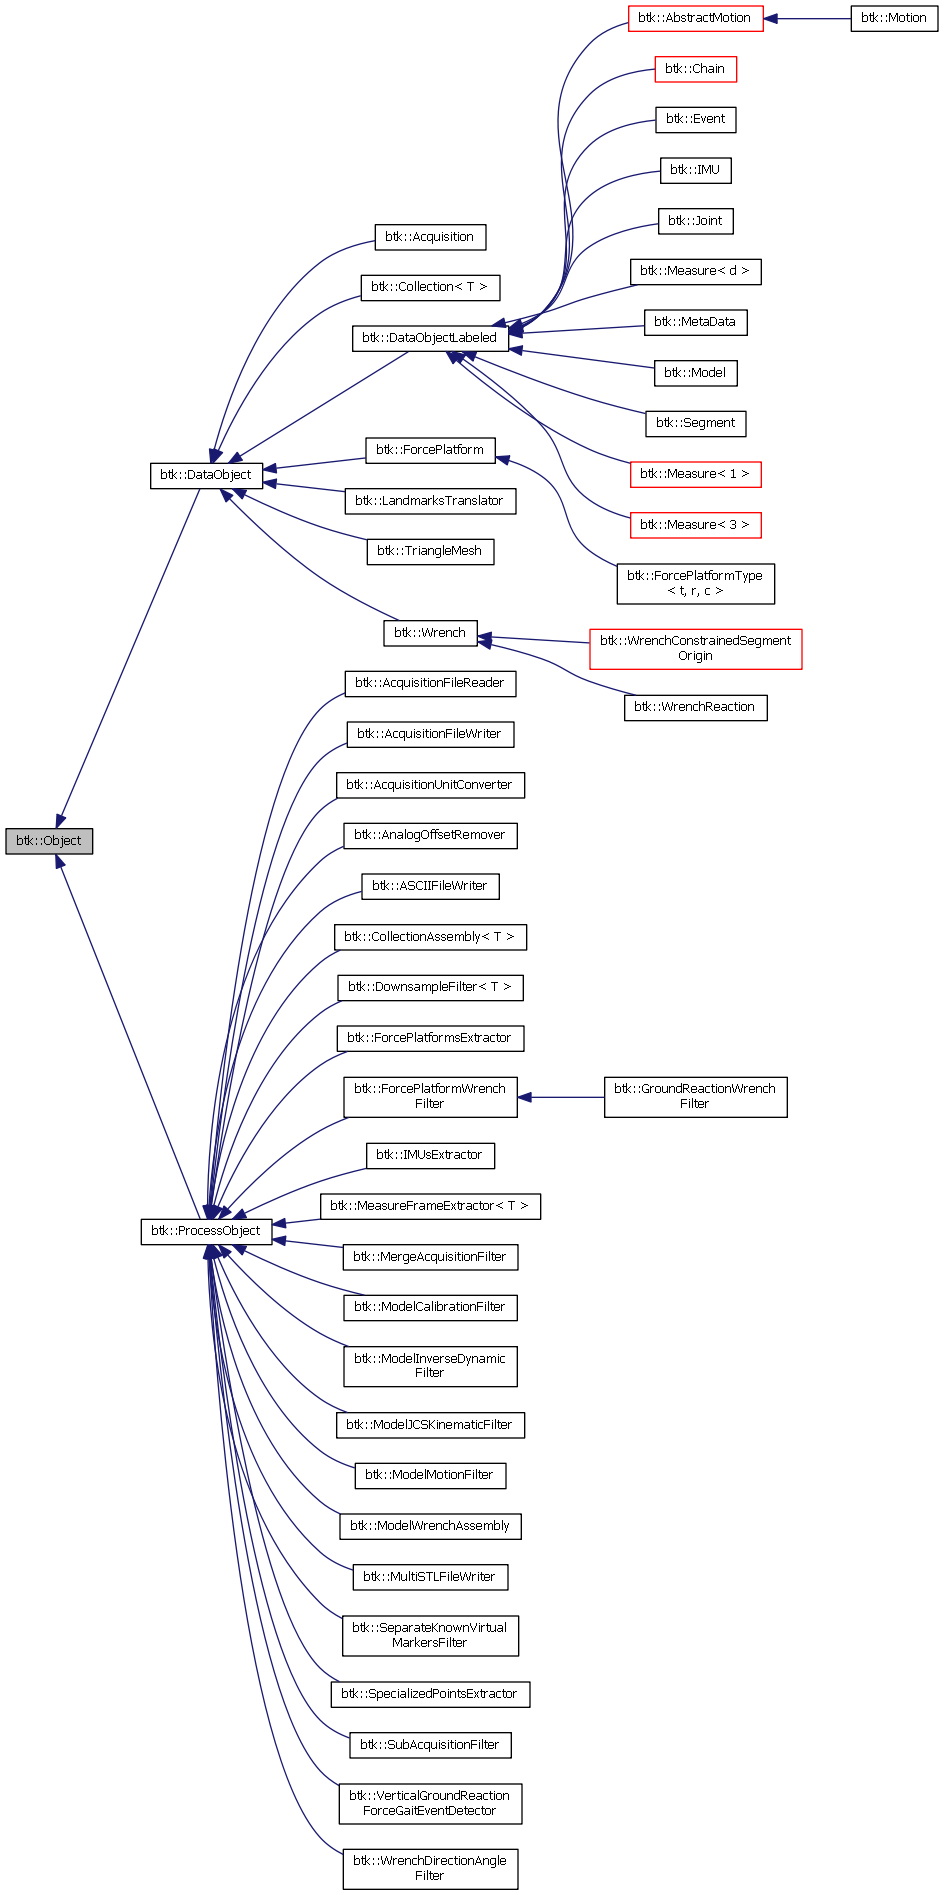 btk::AbstractMotion
btk::Motion
btk::Chain
btk::Event
btk::IMU
btk::Joint
btk::Acquisition
btk::Measure< d >
btk::Collection< T >
btk::MetaData
btk::DataObjectLabeled
btk::Model
btk::Segment
btk::ForcePlatform
btk::DataObject
btk::Measure< 1 >
btk::LandmarksTranslator
btk::Measure< 3 >
btk::TriangleMesh
btk::ForcePlatformType
< t, r, c >
btk::Wrench
btk::WrenchConstrainedSegment
Origin
btk::AcquisitionFileReader
btk::WrenchReaction
btk::AcquisitionFileWriter
btk::AcquisitionUnitConverter
btk::AnalogOffsetRemover
btk::Object
btk::ASCIIFileWriter
btk::CollectionAssembly< T >
btk::DownsampleFilter< T >
btk::ForcePlatformsExtractor
btk::ForcePlatformWrench
Filter
btk::GroundReactionWrench
Filter
btk::IMUsExtractor
btk::MeasureFrameExtractor< T >
btk::ProcessObject
btk::MergeAcquisitionFilter
btk::ModelCalibrationFilter
btk::ModelInverseDynamic
Filter
btk::ModelJCSKinematicFilter
btk::ModelMotionFilter
btk::ModelWrenchAssembly
btk::MultiSTLFileWriter
btk::SeparateKnownVirtual
MarkersFilter
btk::SpecializedPointsExtractor
btk::SubAcquisitionFilter
btk::VerticalGroundReaction
ForceGaitEventDetector
btk::WrenchDirectionAngle
Filter